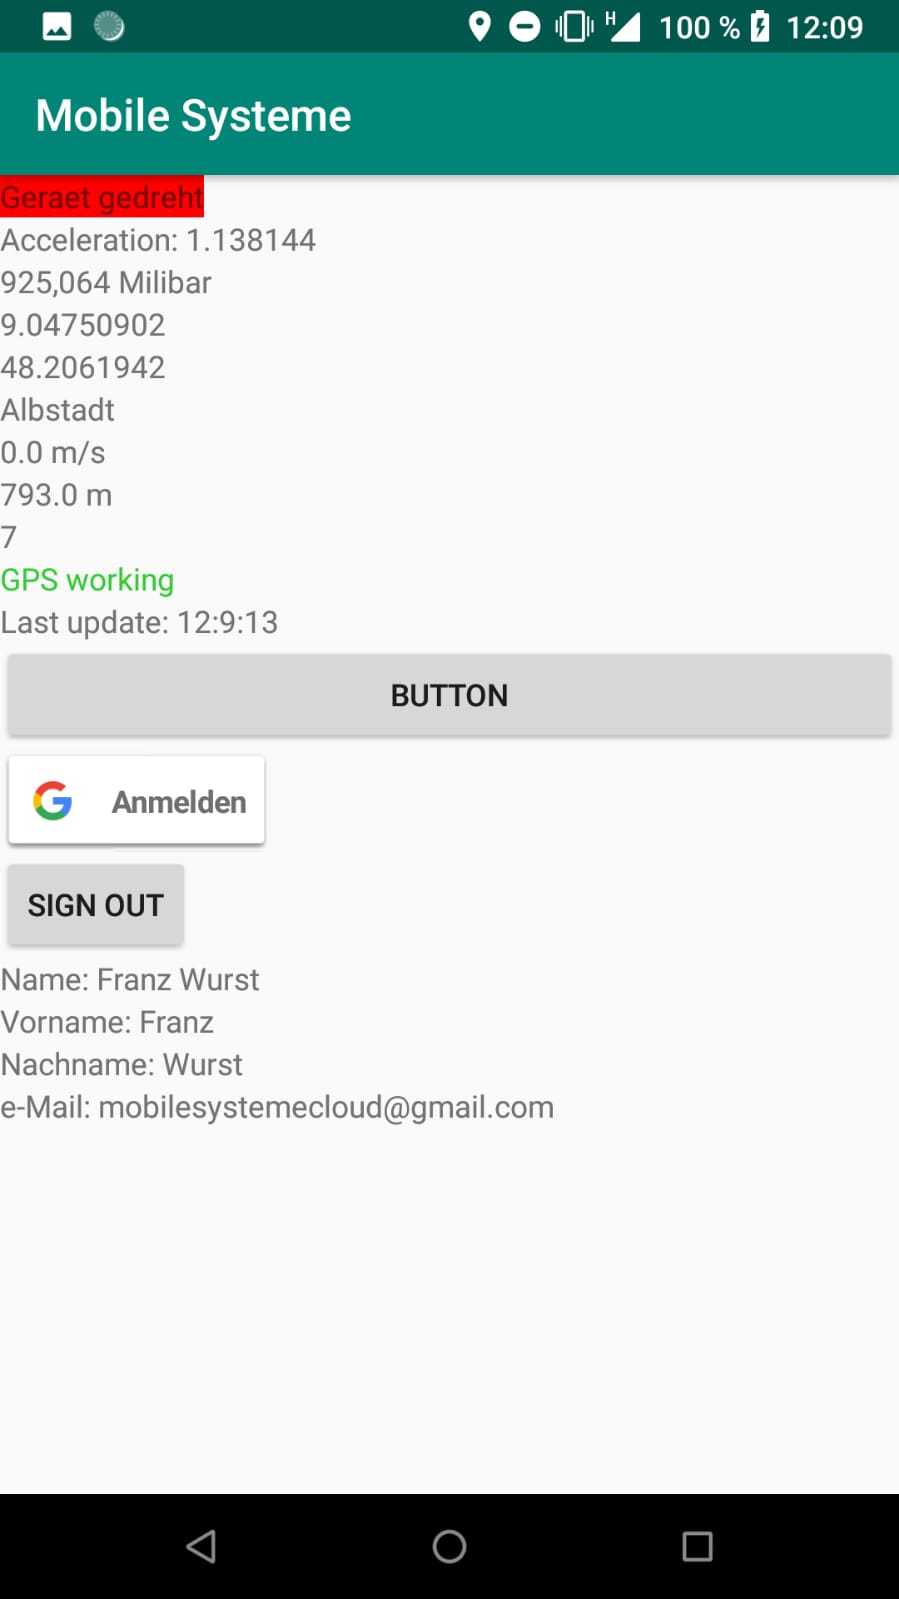 H 100 % 12:09
Mobile Systeme
Geraet gedreht
Acceleration: 1.138144
925,064 Milibar
9.04750902
48.2061942
Albstadt
0.0 m/s
793.0 m
7
GPS working
Last update: 12:9:13
BUTTON
Anmelden
SIGN OUT
Name: Franz Wurst
Vorname: Franz
Nachname: Wurst
e-Mail: mobilesystemecloud@gmail.com